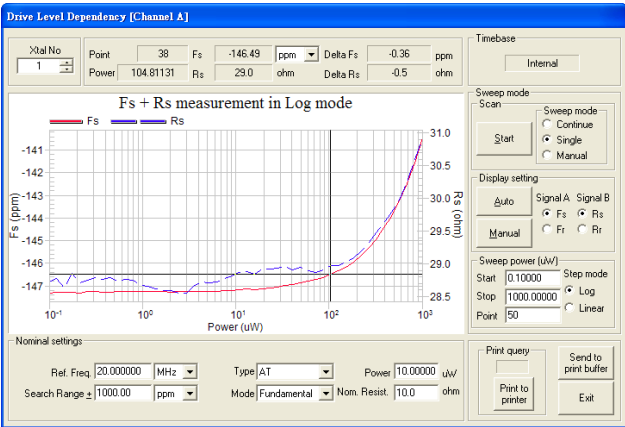 Drive Level Dependency [Channel A]
Xtal No
1
Point 38 Fs -146.49 ppm Delta Fs -0.36 ppm
Power 104.81131 Rs 29.0 ohm Delta Rs -0.5 ohm
Timebase
Internal
Fs + Rs measurement in Log mode
Fs Rs
-141
-142
-143
-144
-145
-146
-147
Fs (ppm)
31.0
30.5
30.0
29.5
29.0
28.5
Rs (ohm)
10-1 100 101 102 103
Power (uW)
Sweep mode
Scan
Start
Sweep mode
Continue
Single
Manual
Display setting
Auto
Manual
Signal A Signal B
Fs Rs
Fr Rr
Sweep power (uW)
Start 0.10000
Stop 1000.00000
Point 50
Step mode
Log
Linear
Nominal settings
Ref. Freq. 20.000000 MHz Type AT Power 10.00000 uW
Search Range ± 1000.00 ppm Mode Fundamental Nom. Resist. 10.0 ohm
Print query
Print to
printer
Send to
print buffer
Exit